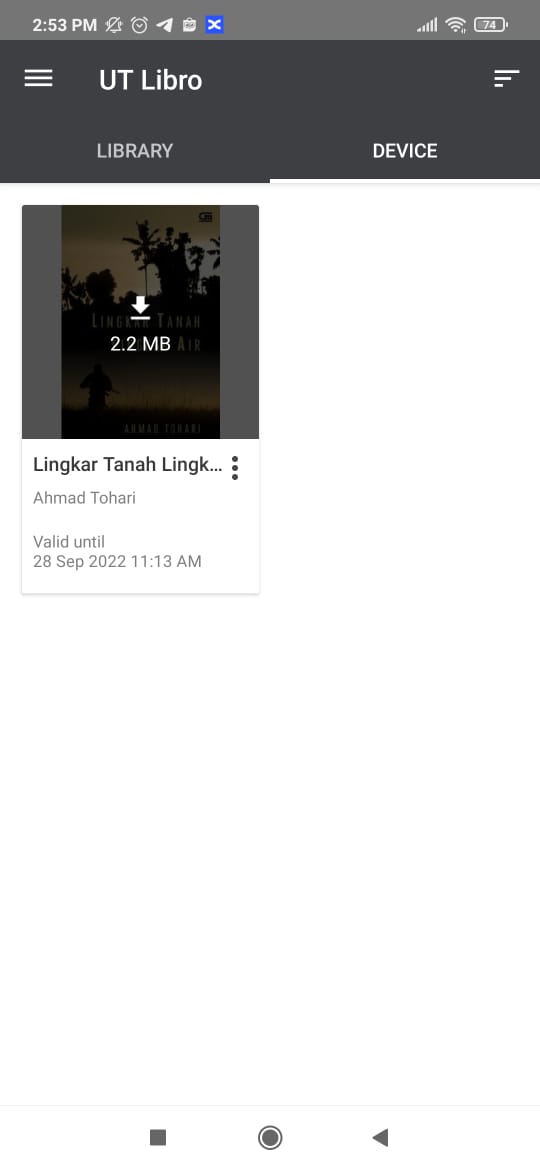 2:53 PM
74
UT Libro
LIBRARY
DEVICE
LINGKAR TANAH
2.2 MB AIR
AHMAD TOHARI
Lingkar Tanah Lingk...
Ahmad Tohari
Valid until
28 Sep 2022 11:13 AM